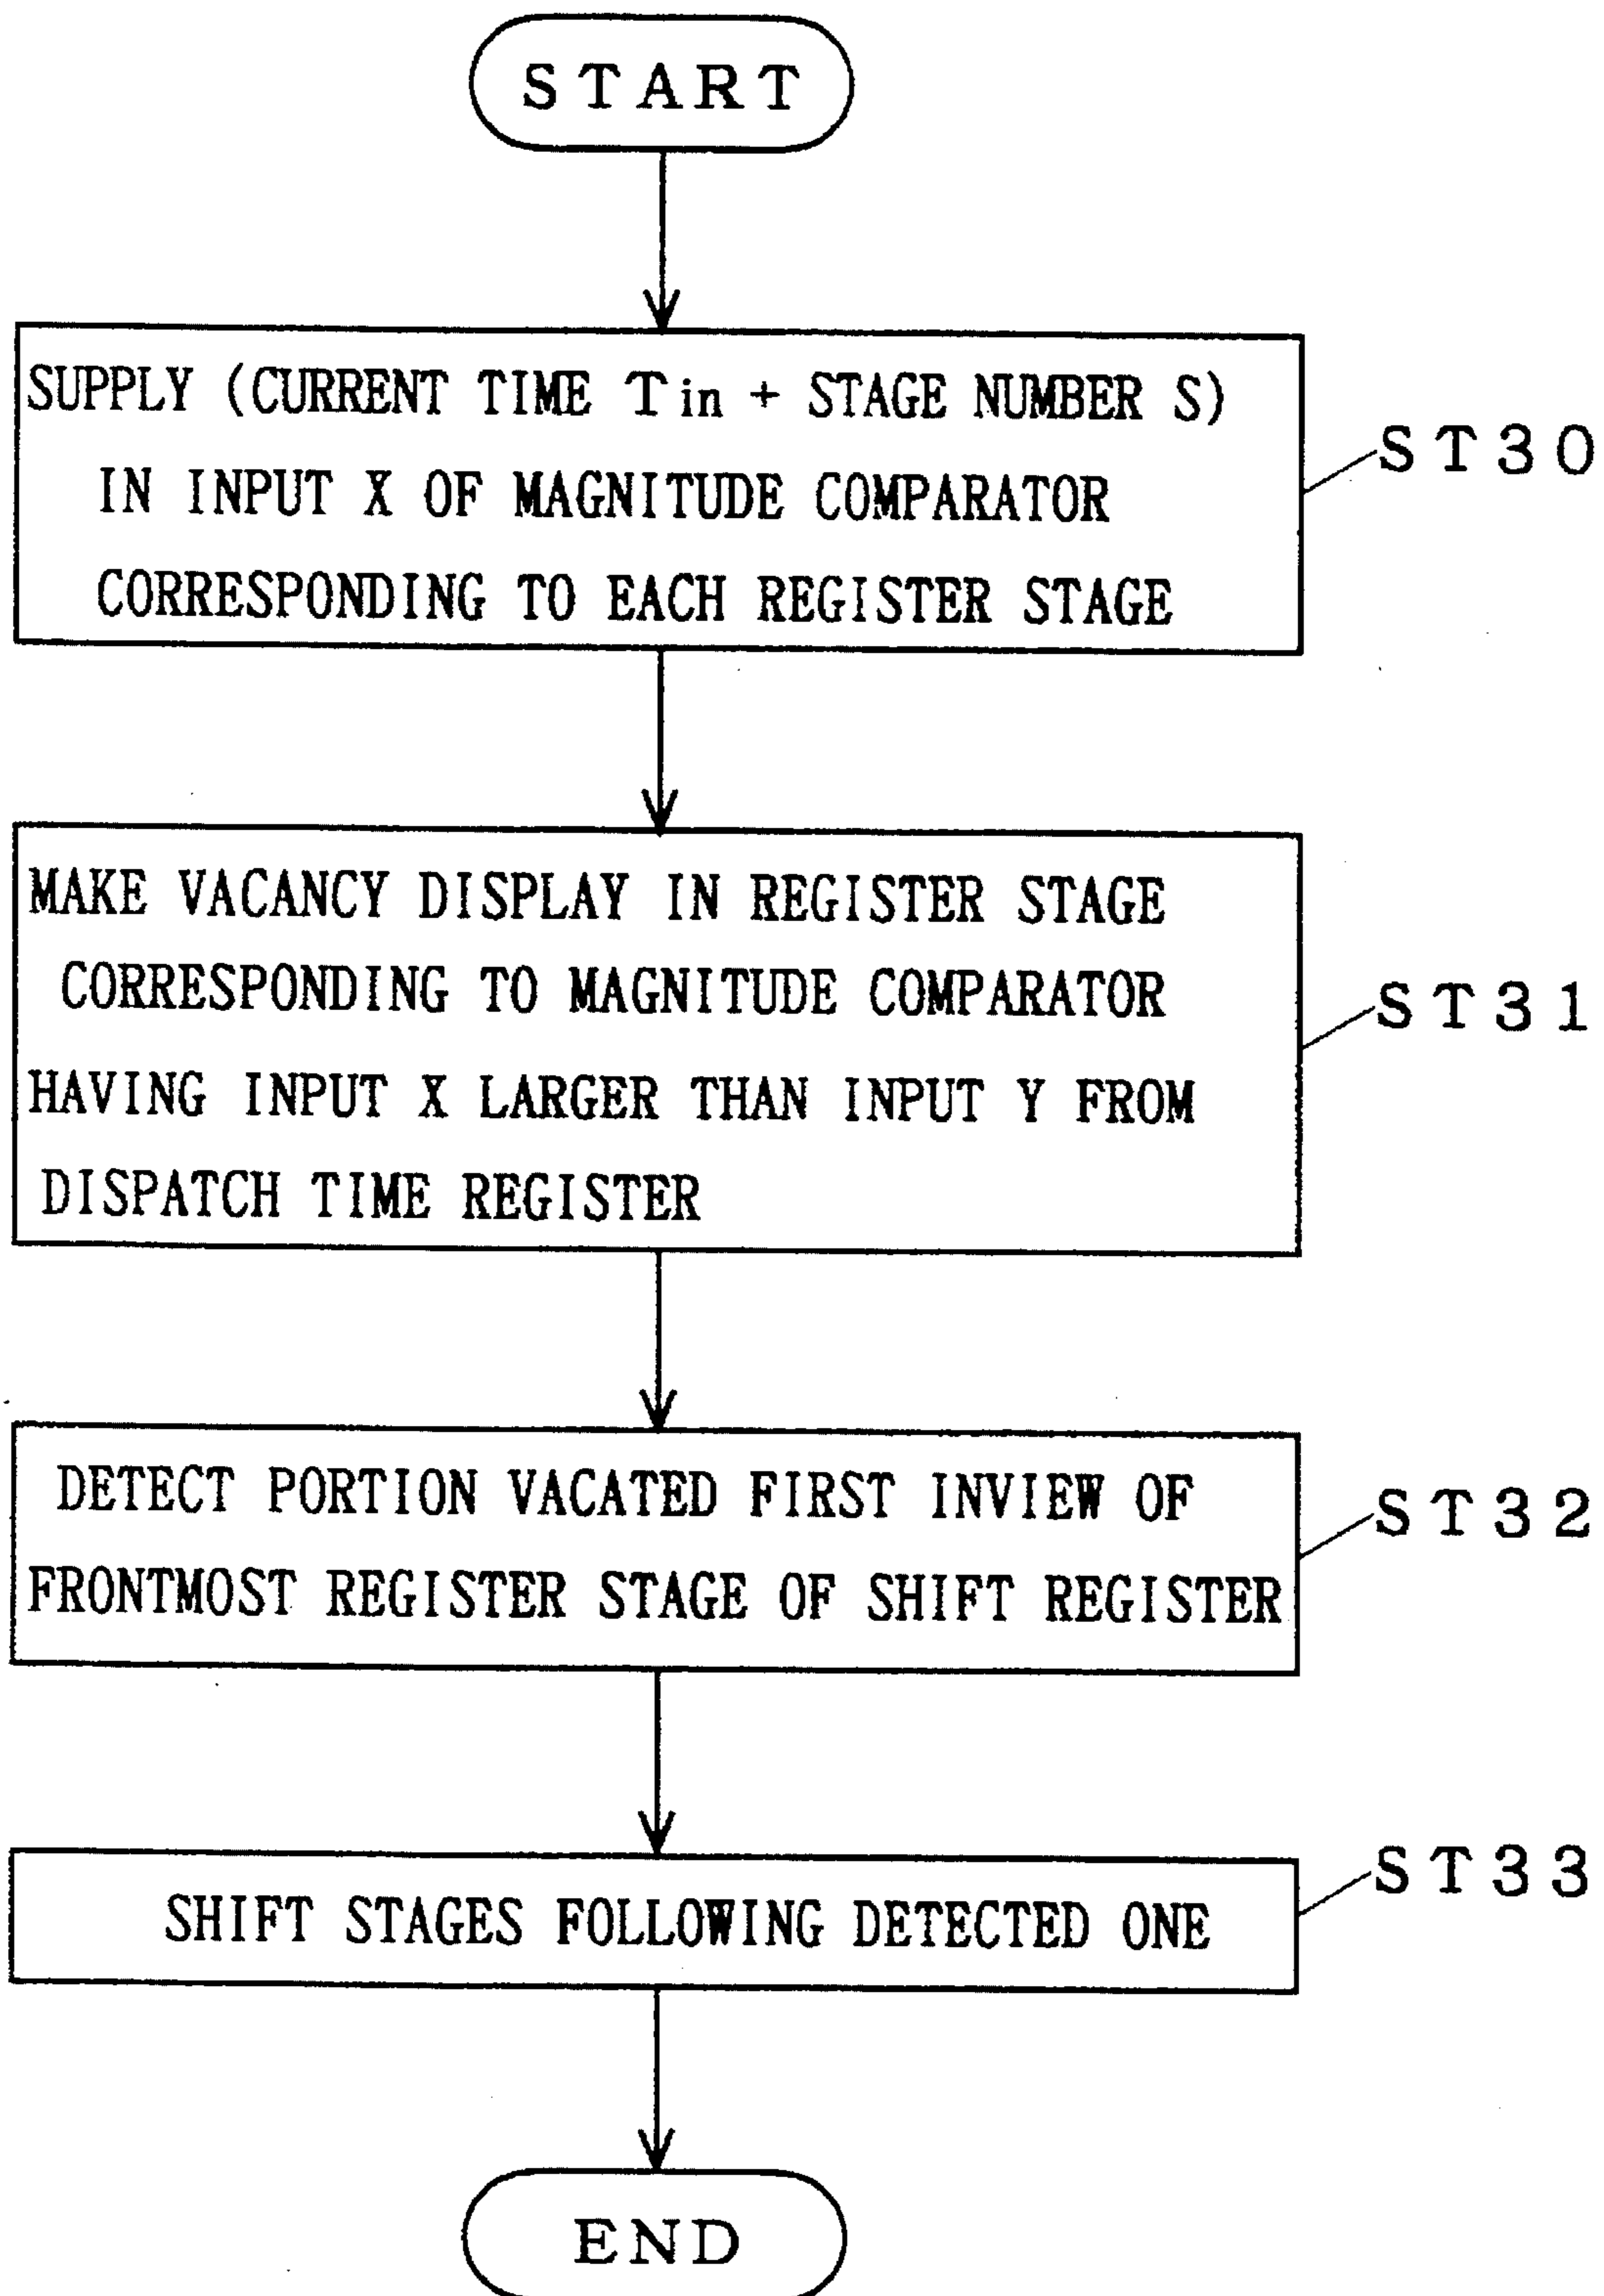 START
SUPPLY (CURRENT TIME Tin + STAGE NUMBER S)
IN INPUT X OF MAGNITUDE COMPARATOR
CORRESPONDING TO EACH REGISTER STAGE
ST30
MAKE VACANCY DISPLAY IN REGISTER STAGE
CORRESPONDING TO MAGNITUDE COMPARATOR
HAVING INPUT X LARGER THAN INPUT Y FROM
DISPATCH TIME REGISTER
ST31
DETECT PORTION VACATED FIRST INVIEW OF
FRONTMOST REGISTER STAGE OF SHIFT REGISTER
ST32
SHIFT STAGES FOLLOWING DETECTED ONE
ST33
END